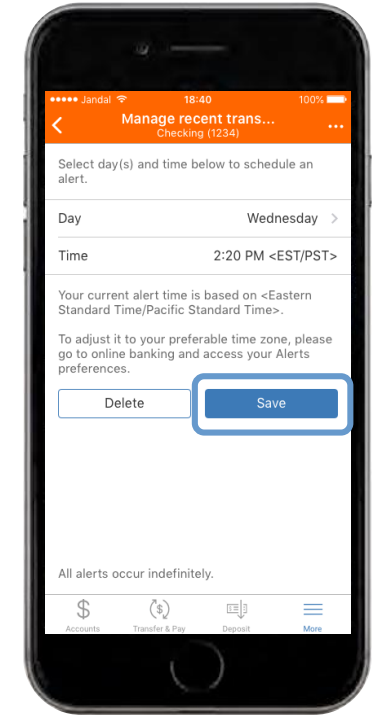 Jandal 18:40 100%
Manage recent trans...
Checking (1234)
Select day(s) and time below to schedule an
alert.
Day Wednesday >
Time 2:20 PM <EST/PST>
Your current alert time is based on <Eastern
Standard Time/Pacific Standard Time>.
To adjust it to your preferable time zone, please
go to online banking and access your Alerts
preferences.
Delete Save
All alerts occur indefinitely.
Accounts Transfer & Pay Deposit More